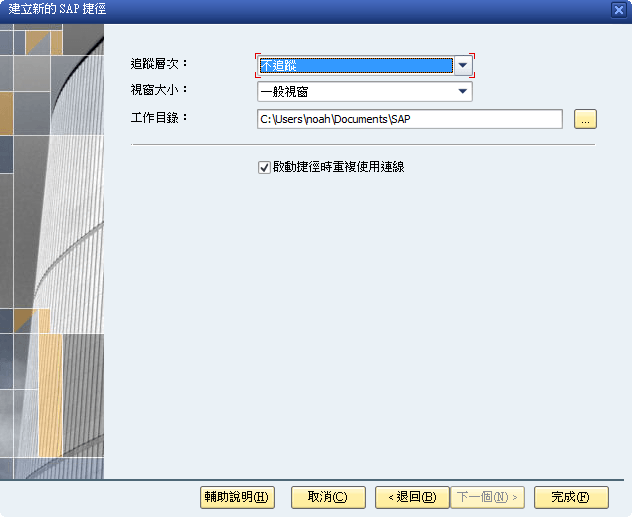 建立新的 SAP 捷徑
追蹤層次：
不追蹤
視窗大小：
一般視窗
工作目錄：
C:\Users\noah\Documents\SAP
...
啟動捷徑時重複使用連線
輔助說明(H)
取消(C)
< 退回(B)
下一個(N) >
完成(F)